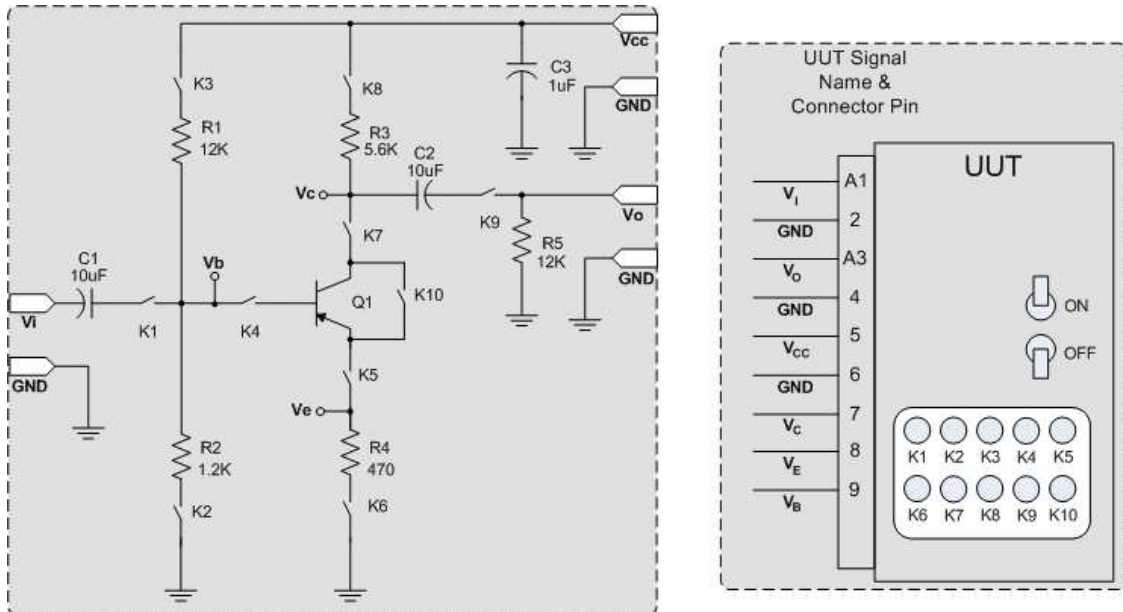 Vcc
K3
K8
C3
1uF
GND
R1
12K
R3
5.6K
C2
10uF
Vc
Vo
K9
K7
R5
12K
GND
C1
10uF
Vb
Q1
K10
Vi
K1
K4
GND
K5
Ve
R4
470
R2
1.2K
K6
K2
UUT Signal
Name &
Connector Pin
UUT
A1
VI
2
GND
A3
VO
4
GND
ON
5
VCC
OFF
6
GND
7
VC
8
VE
9
VB
K1 K2 K3 K4 K5
K6 K7 K8 K9 K10